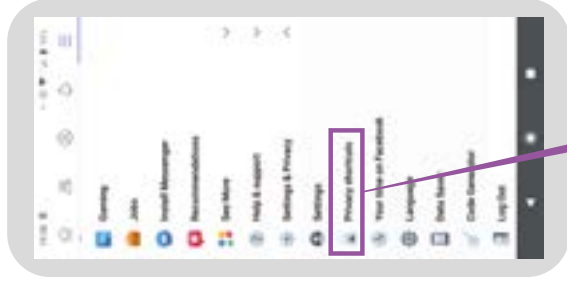 Gaming
Jobs
Install Messenger
Recommendations
See More
Help & support
Settings & Privacy
Settings
Privacy shortcuts
Your time on Facebook
Language
Data Saver
Code Generator
Log Out